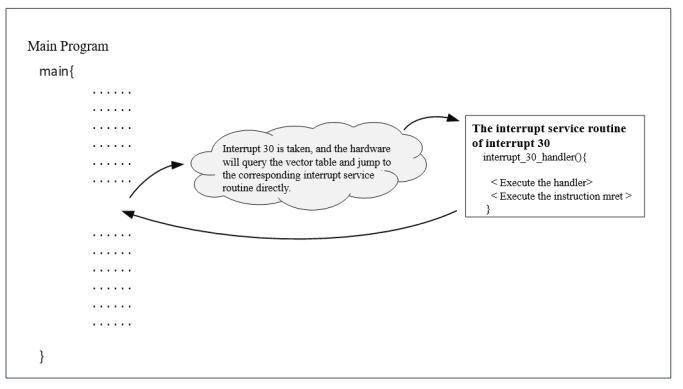 Main Program
main{
......
......
......
......
......
......
Interrupt 30 is taken, and the hardware
will query the vector table and jump to
the corresponding interrupt service
routine directly.
The interrupt service routine
of interrupt 30
interrupt_30_handler(){
< Execute the handler>
< Execute the instruction mret >
}
......
......
......
......
......
......
}